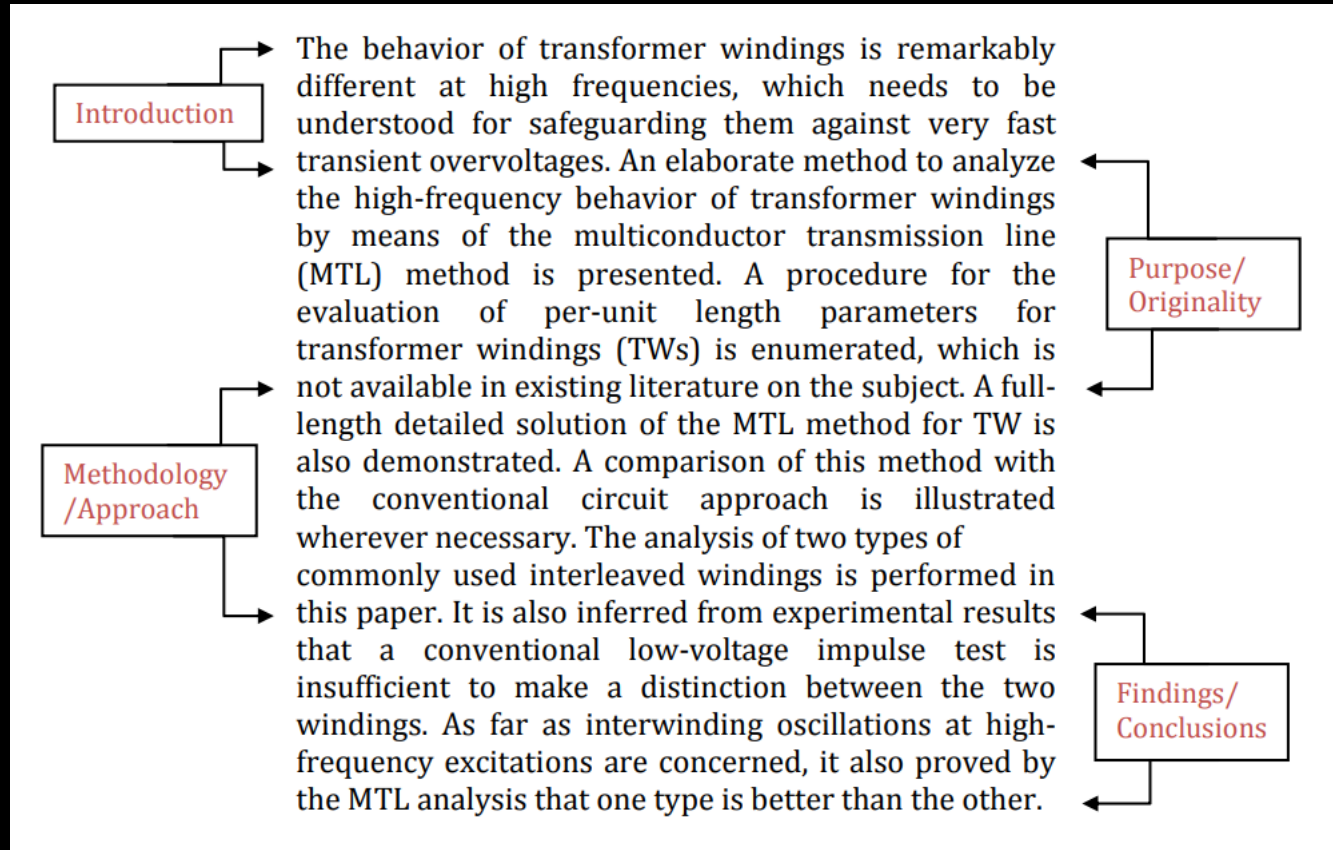 The behavior of transformer windings is remarkably
different at high frequencies, which needs to be
Introduction
understood for safeguarding them against very fast
transient overvoltages. An elaborate method to analyze
the high-frequency behavior of transformer windings
by means of the multiconductor transmission line
(MTL) method is presented. A procedure for the
Purpose/
Originality
evaluation of per-unit length parameters for
transformer windings (TWs) is enumerated, which is
not available in existing literature on the subject. A full-
length detailed solution of the MTL method for TW is
also demonstrated. A comparison of this method with
Methodology
/Approach
the conventional circuit approach is illustrated
wherever necessary. The analysis of two types of
commonly used interleaved windings is performed in
this paper. It is also inferred from experimental results
that a conventional low-voltage impulse test is
insufficient to make a distinction between the two
Findings/
Conclusions
windings. As far as interwinding oscillations at high-
frequency excitations are concerned, it also proved by
the MTL analysis that one type is better than the other.